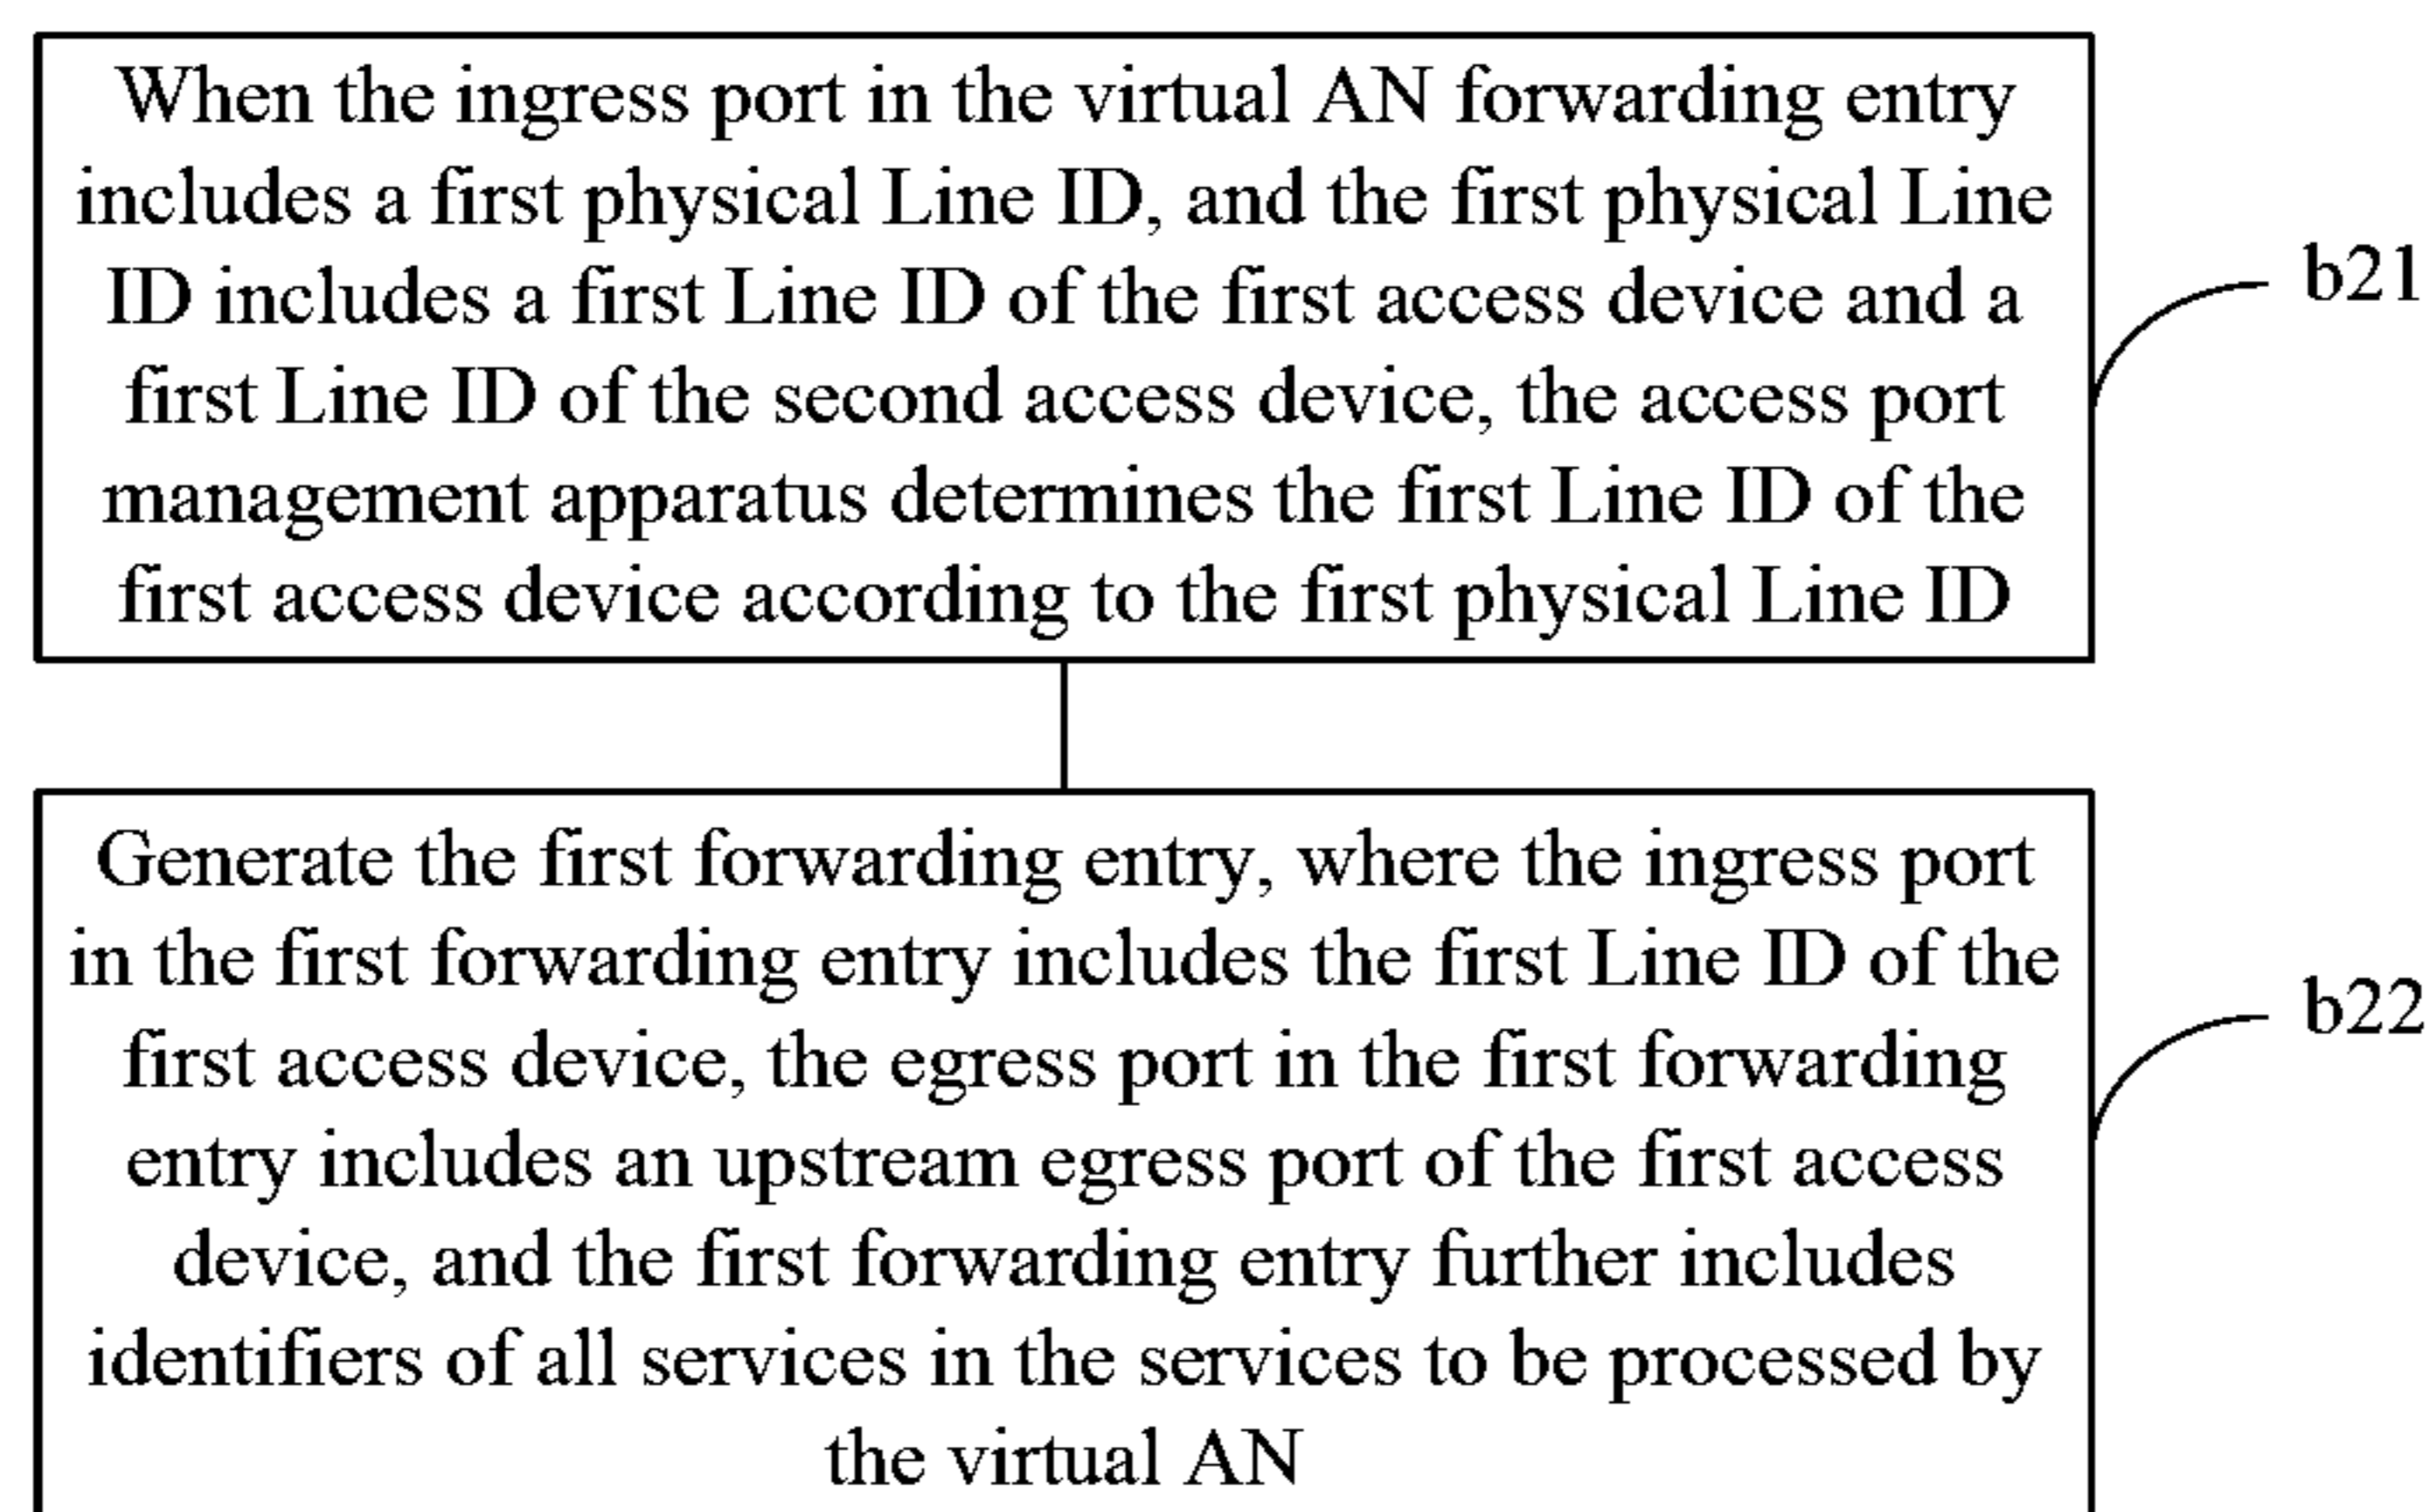 When the ingress port in the virtual AN forwarding entry
includes a first physical Line ID, and the first physical Line
ID includes a first Line ID of the first access device and a
first Line ID of the second access device, the access port
management apparatus determines the first Line ID of the
first access device according to the first physical Line ID
b21
Generate the first forwarding entry, where the ingress port
in the first forwarding entry includes the first Line ID of the
first access device, the egress port in the first forwarding
entry includes an upstream egress port of the first access
device, and the first forwarding entry further includes
identifiers of all services in the services to be processed by
the virtual AN
b22